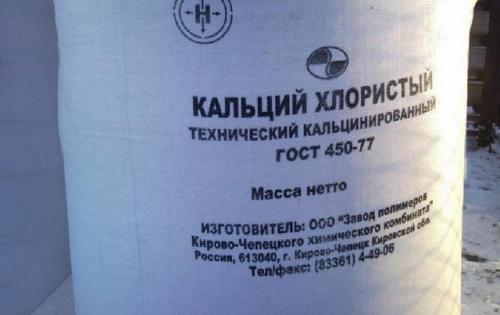 Н
КАЛЬЦИЙ ХЛОРИСТЫЙ
ТЕХНИЧЕСКИЙ КАЛЬЦИНИРОВАННЫЙ
ГОСТ 450-77
Масса нетто
ИЗГОТОВИТЕЛЬ: ООО "Завод полимеров
Кирово-Чепецкого химического комбината"
Россия, 613040, г. Кирово-Чепецк Кировской обл.
Тел/факс: (83361) 4-49-06